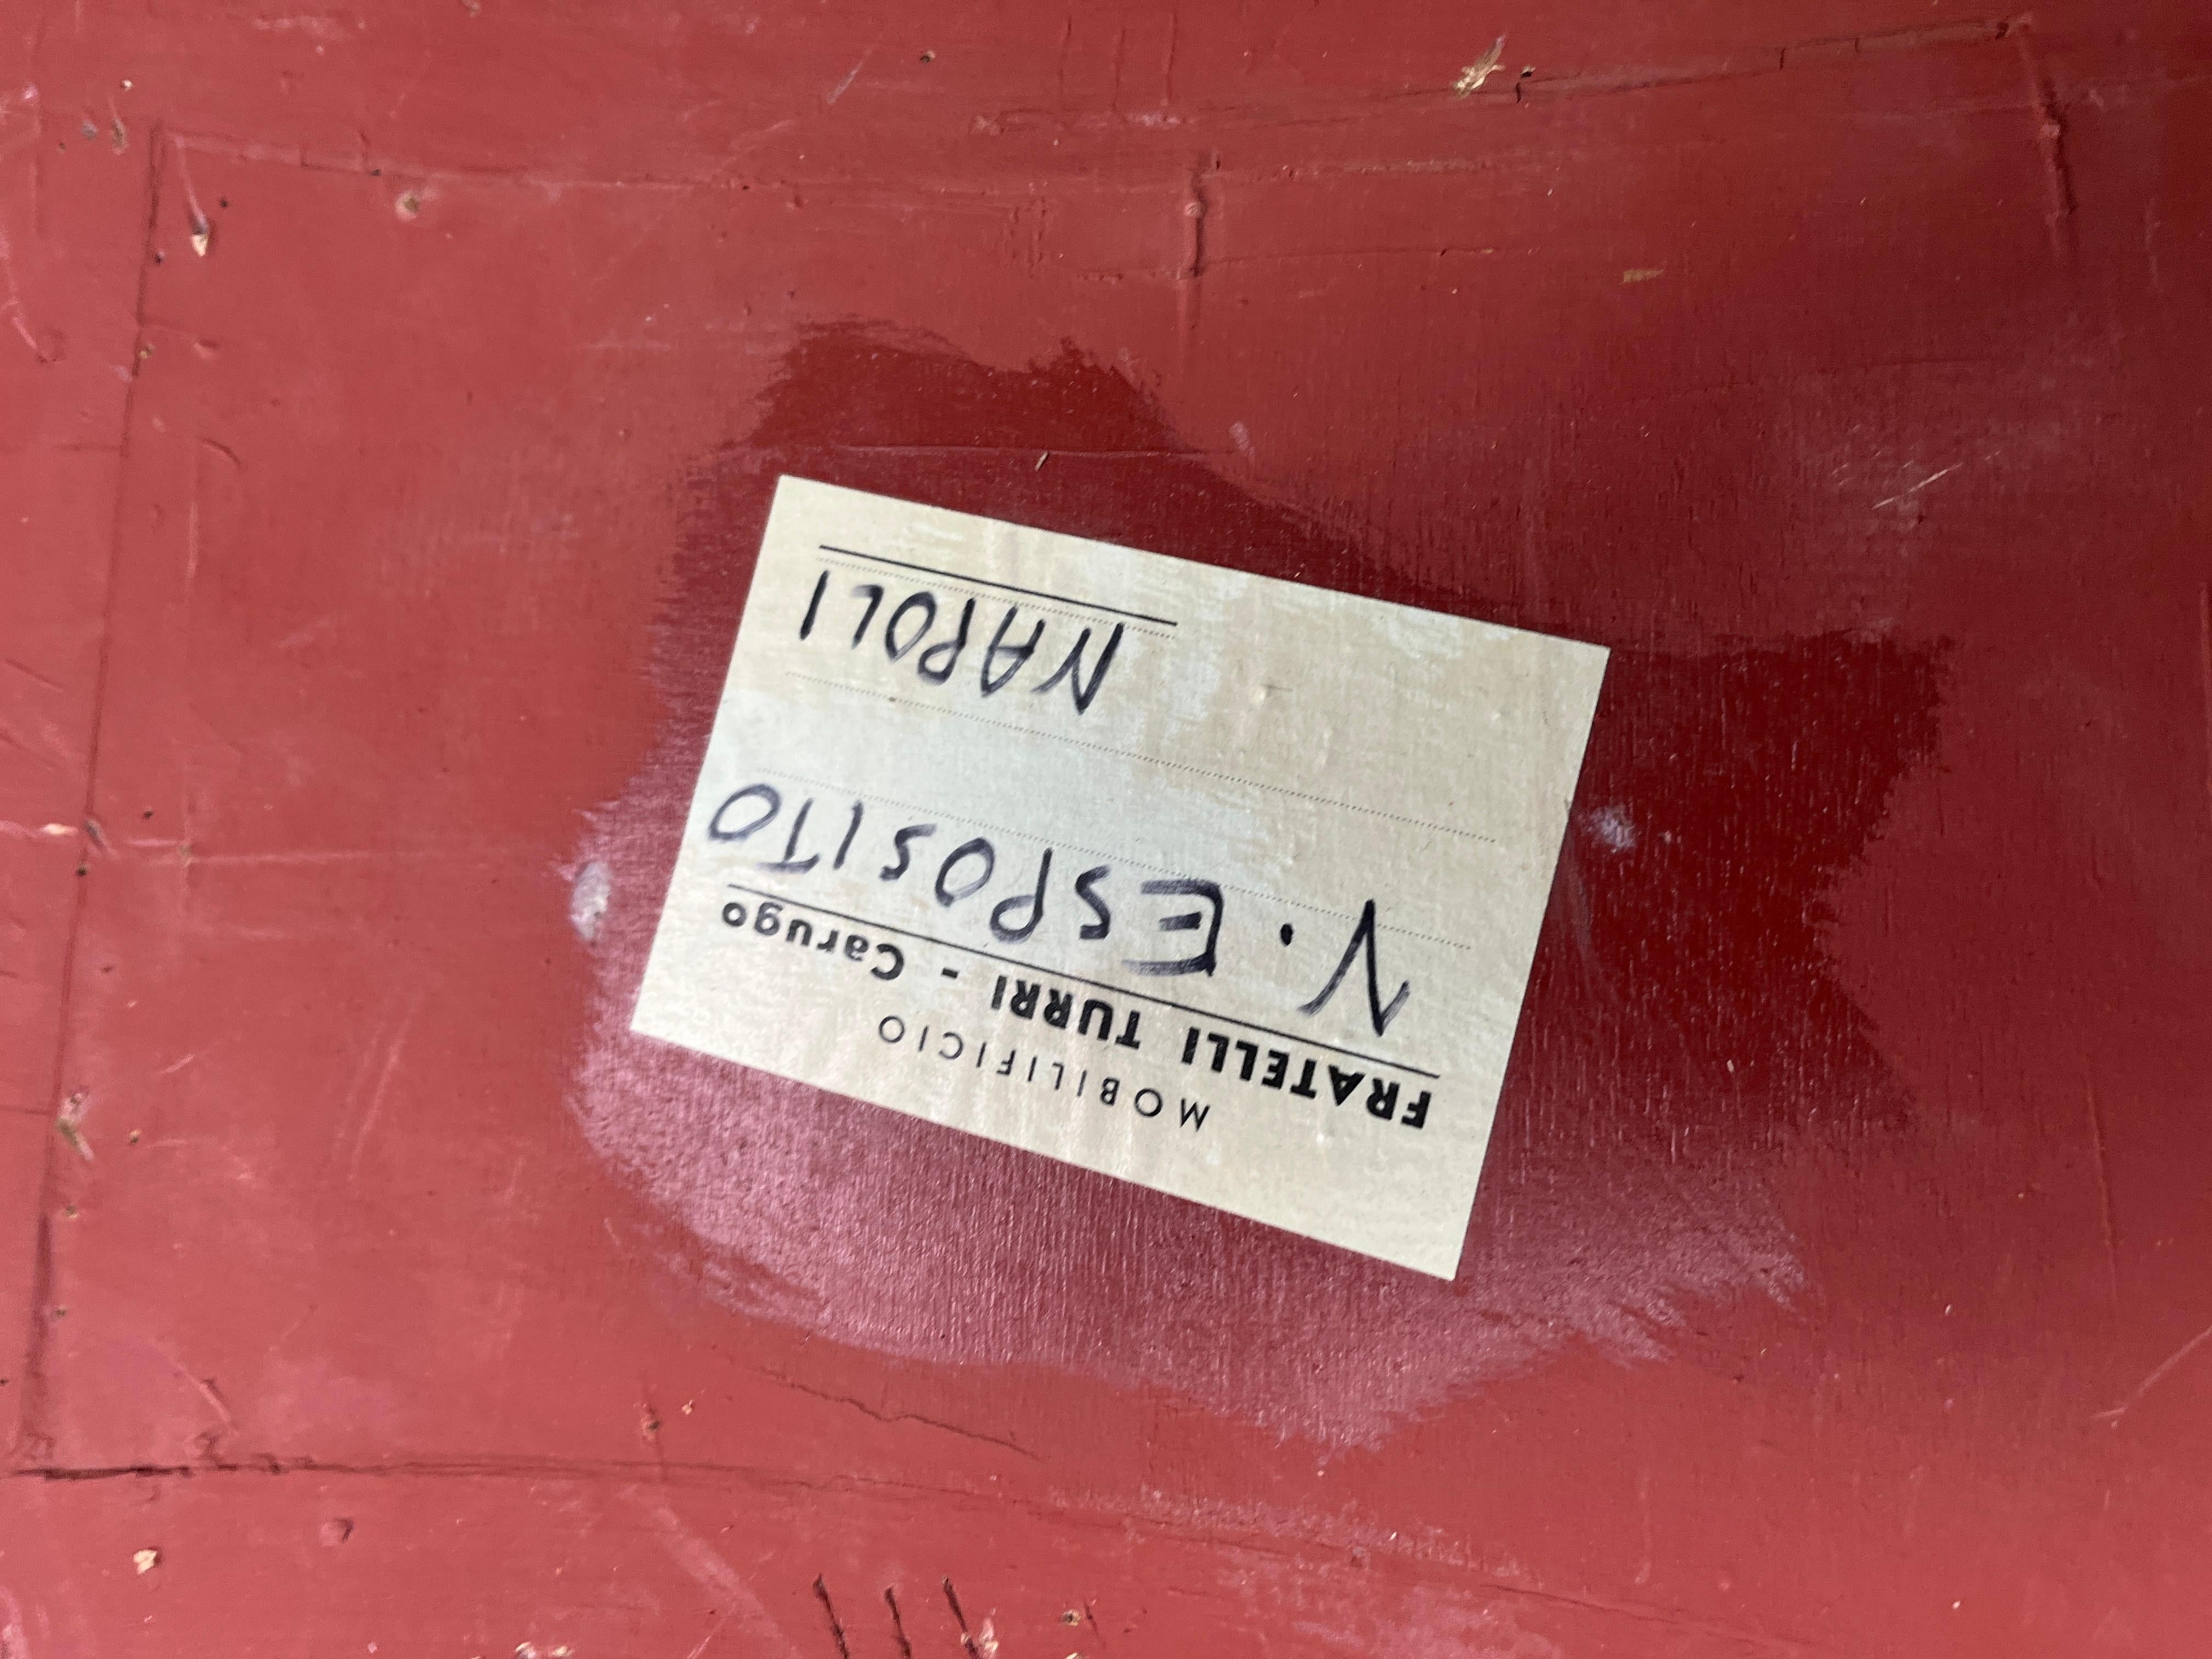 MOBILIFICIO
FRATELLI TURRI - Carugo
N. ESPOSITO
NAPOLI